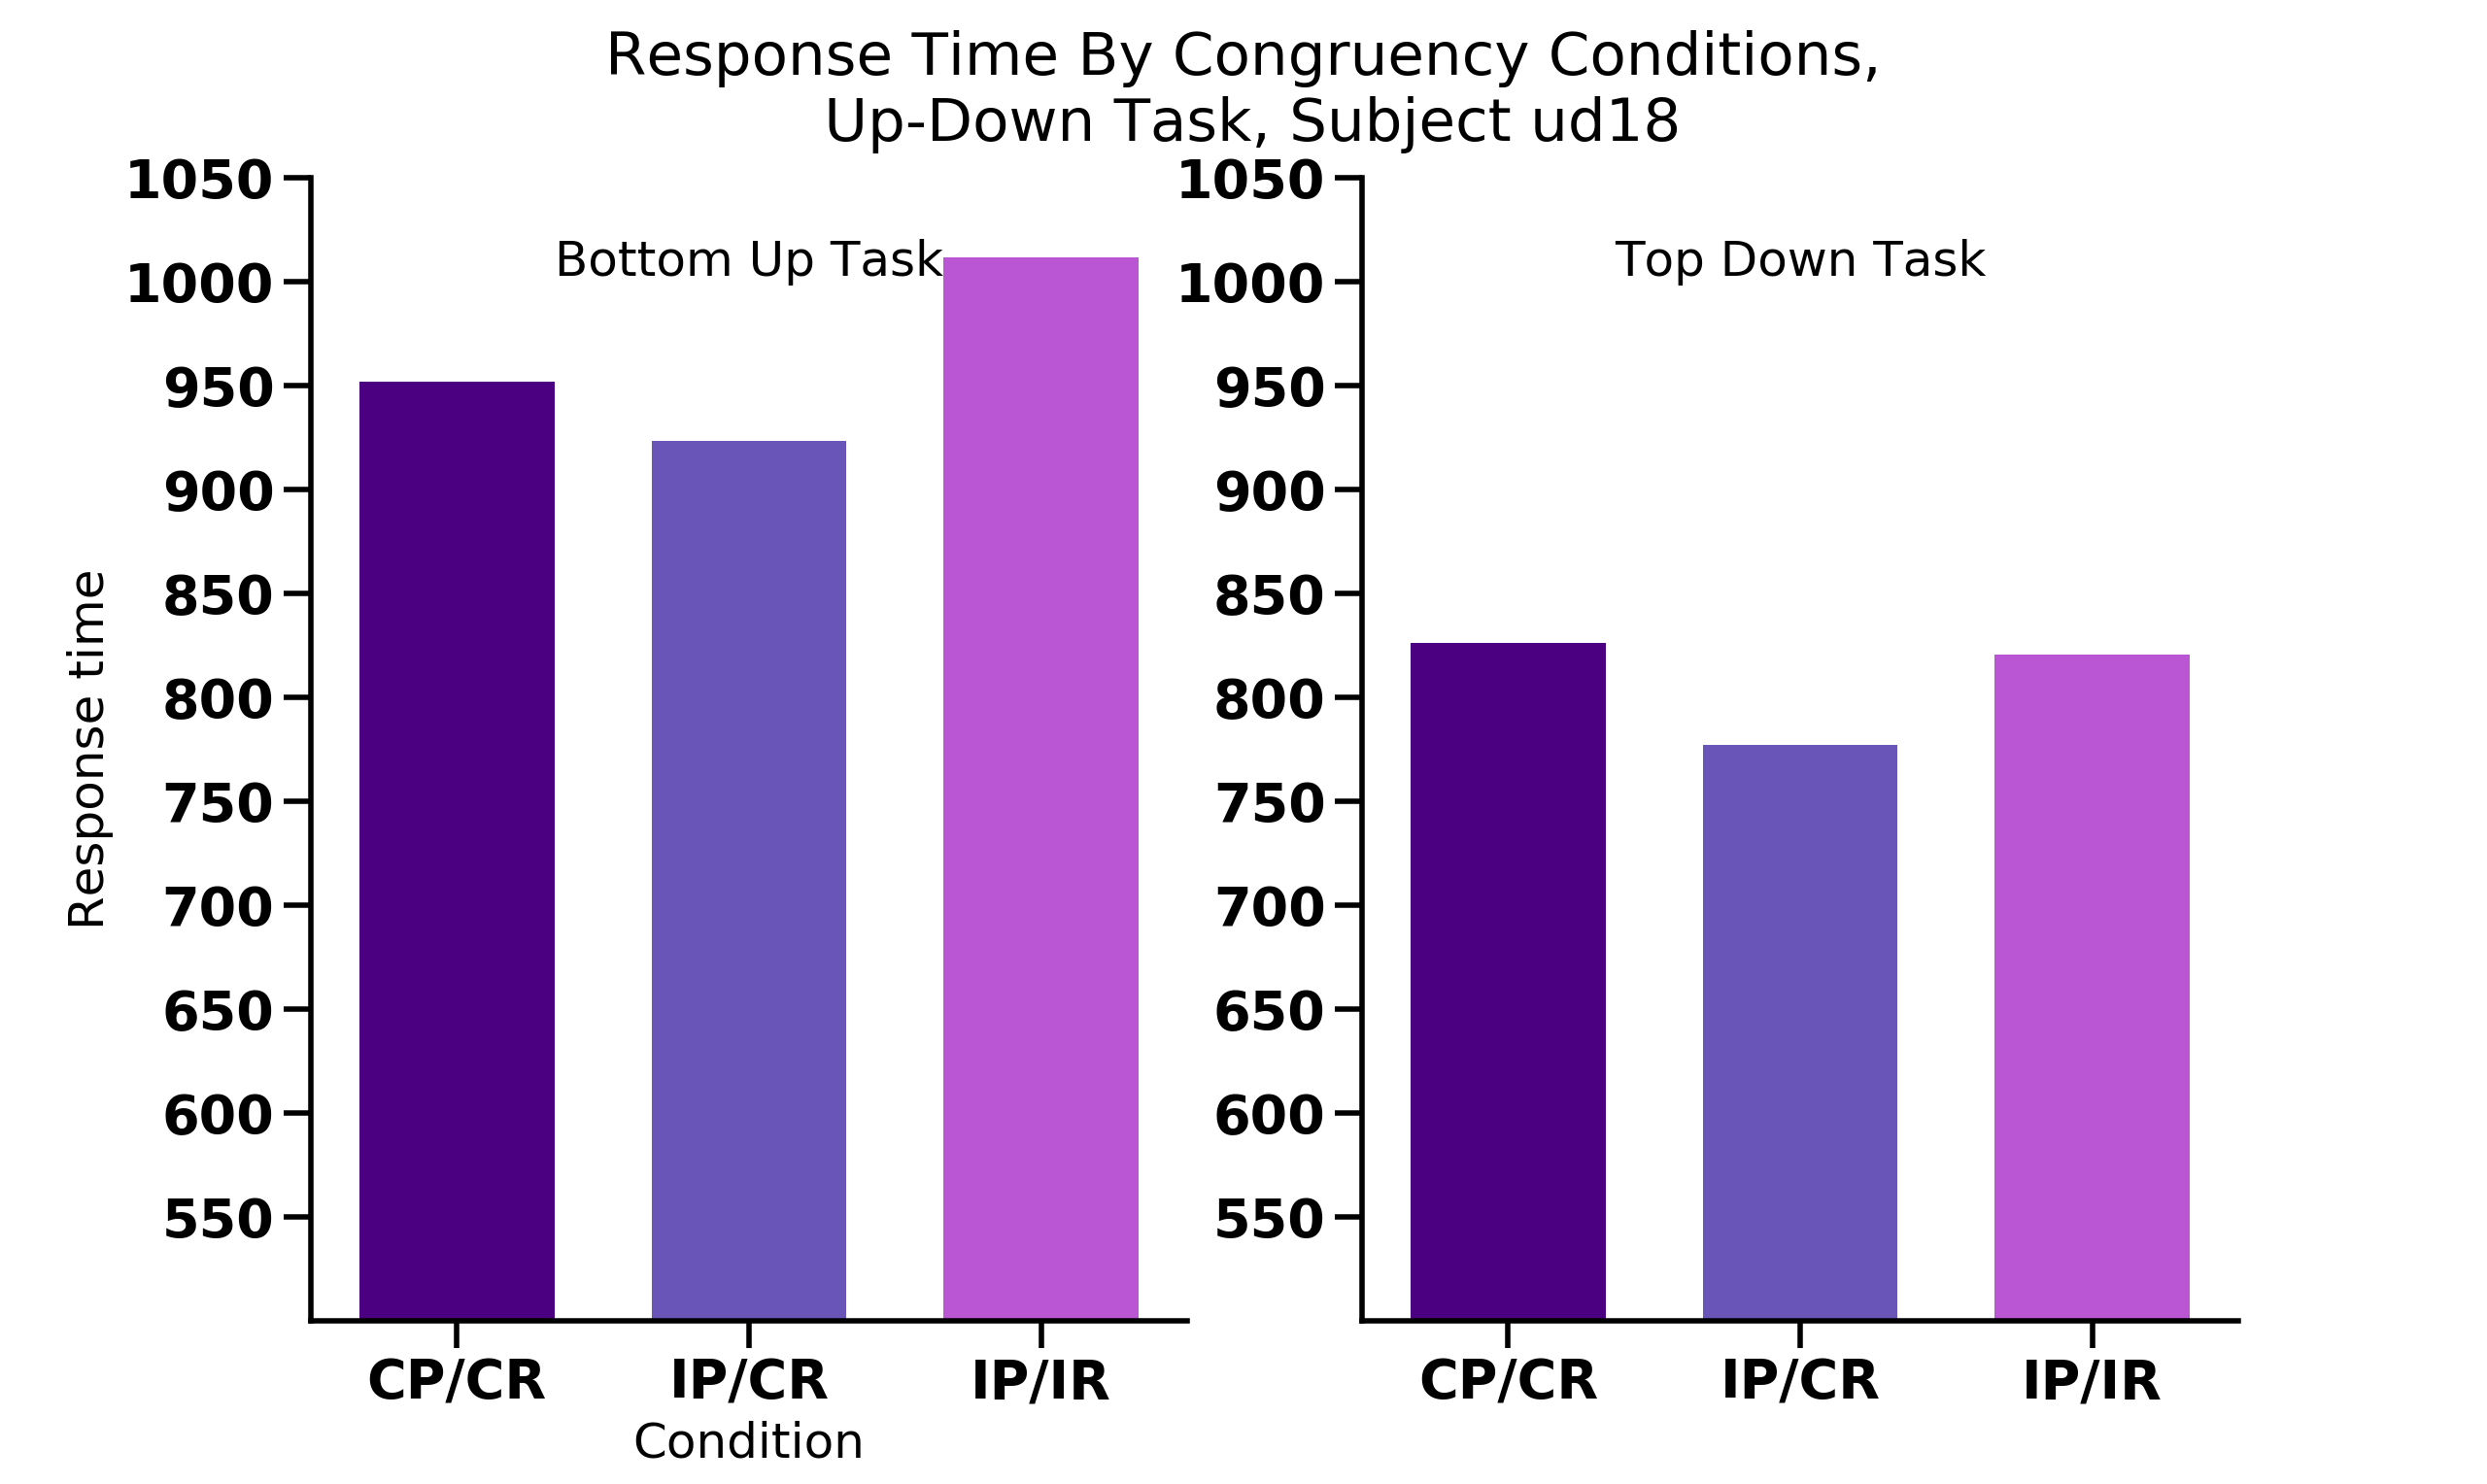 Response Time By Congruency Conditions,
Up-Down Task, Subject ud18
Response time
1050
1000
950
900
850
800
750
700
650
600
550
Bottom Up Task
CP/CR IP/CR IP/IR
Condition
1050
1000
950
900
850
800
750
700
650
600
550
Top Down Task
CP/CR IP/CR IP/IR